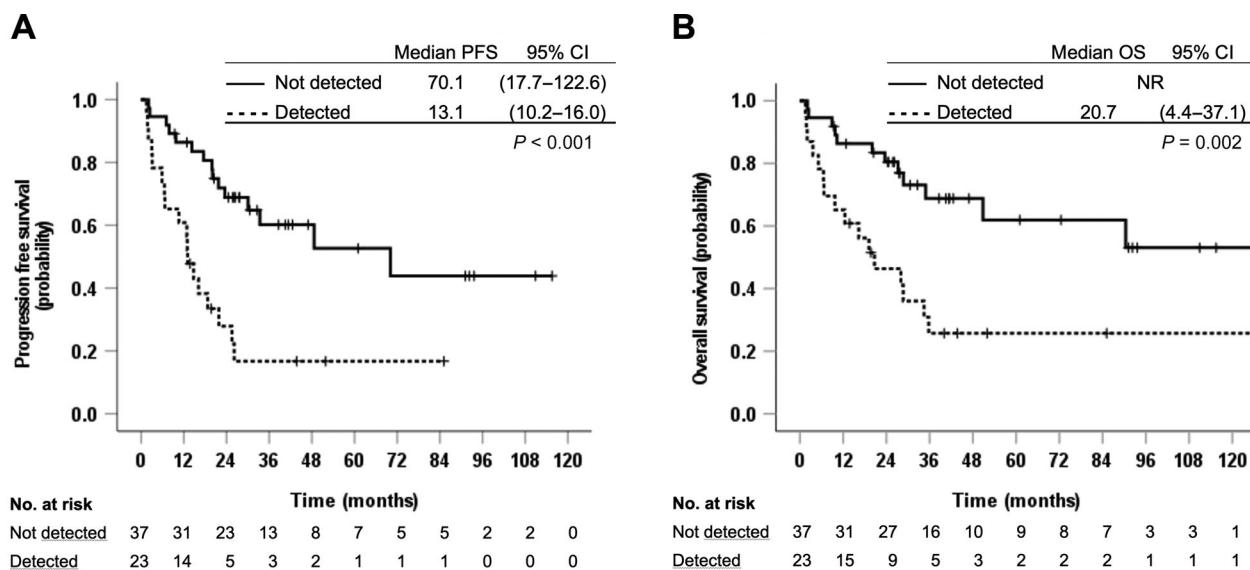 A
Median PFS 95% CI
Not detected 70.1 (17.7–122.6)
Detected 13.1 (10.2–16.0)
P < 0.001
1.0
0.8
0.6
0.4
0.2
0.0
Progression free survival
(probability)
0 12 24 36 48 60 72 84 96 108 120
Time (months)
No. at risk
Not detected 37 31 23 13 8 7 5 5 2 2 0
Detected 23 14 5 3 2 1 1 1 0 0 0
B
Median OS 95% CI
Not detected NR
Detected 20.7 (4.4–37.1)
P = 0.002
1.0
0.8
0.6
0.4
0.2
0.0
Overall survival (probability)
0 12 24 36 48 60 72 84 96 108 120
Time (months)
No. at risk
Not detected 37 31 27 16 10 9 8 7 3 3 1
Detected 23 15 9 5 3 2 2 2 1 1 1